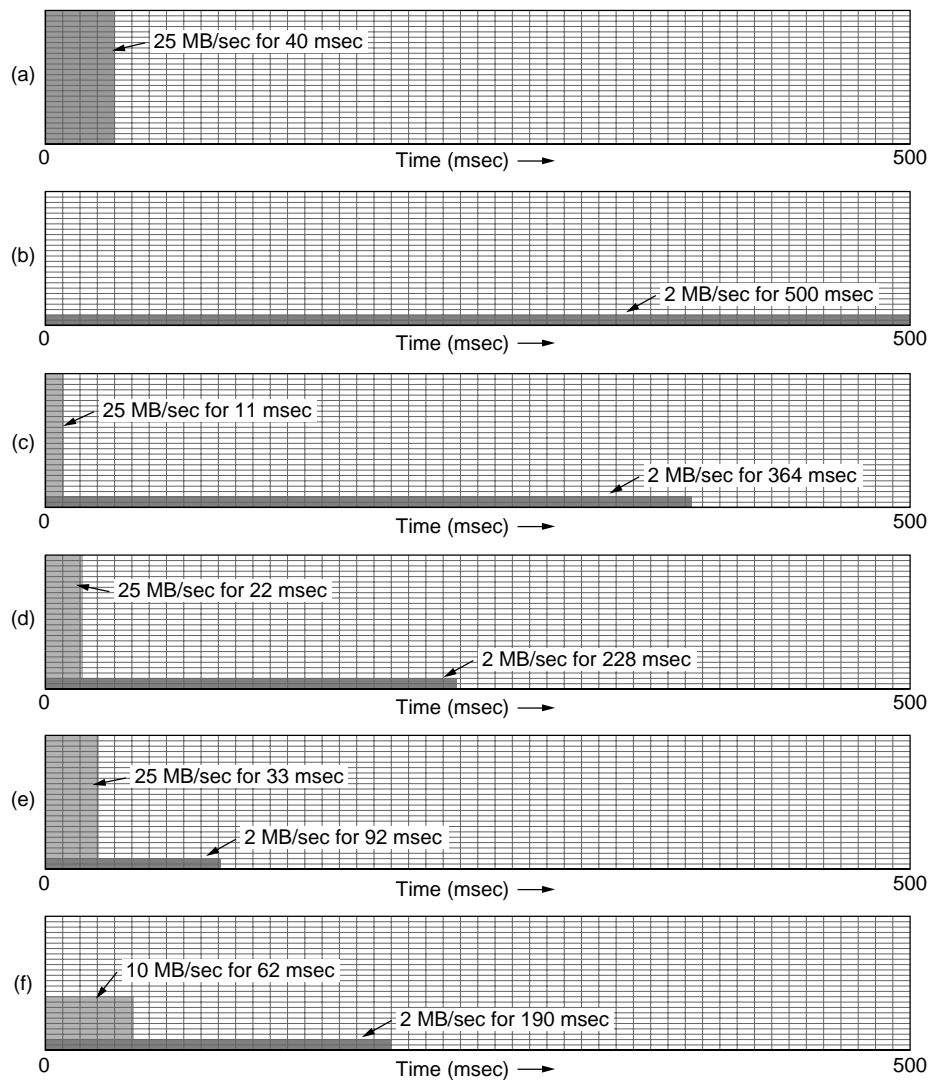 25 MB/sec for 40 msec
(a)
0 Time (msec) 500
(b)
2 MB/sec for 500 msec
0 Time (msec) 500
25 MB/sec for 11 msec
(c)
2 MB/sec for 364 msec
0 Time (msec) 500
25 MB/sec for 22 msec
(d)
2 MB/sec for 228 msec
0 Time (msec) 500
25 MB/sec for 33 msec
(e)
2 MB/sec for 92 msec
0 Time (msec) 500
10 MB/sec for 62 msec
(f)
2 MB/sec for 190 msec
0 Time (msec) 500